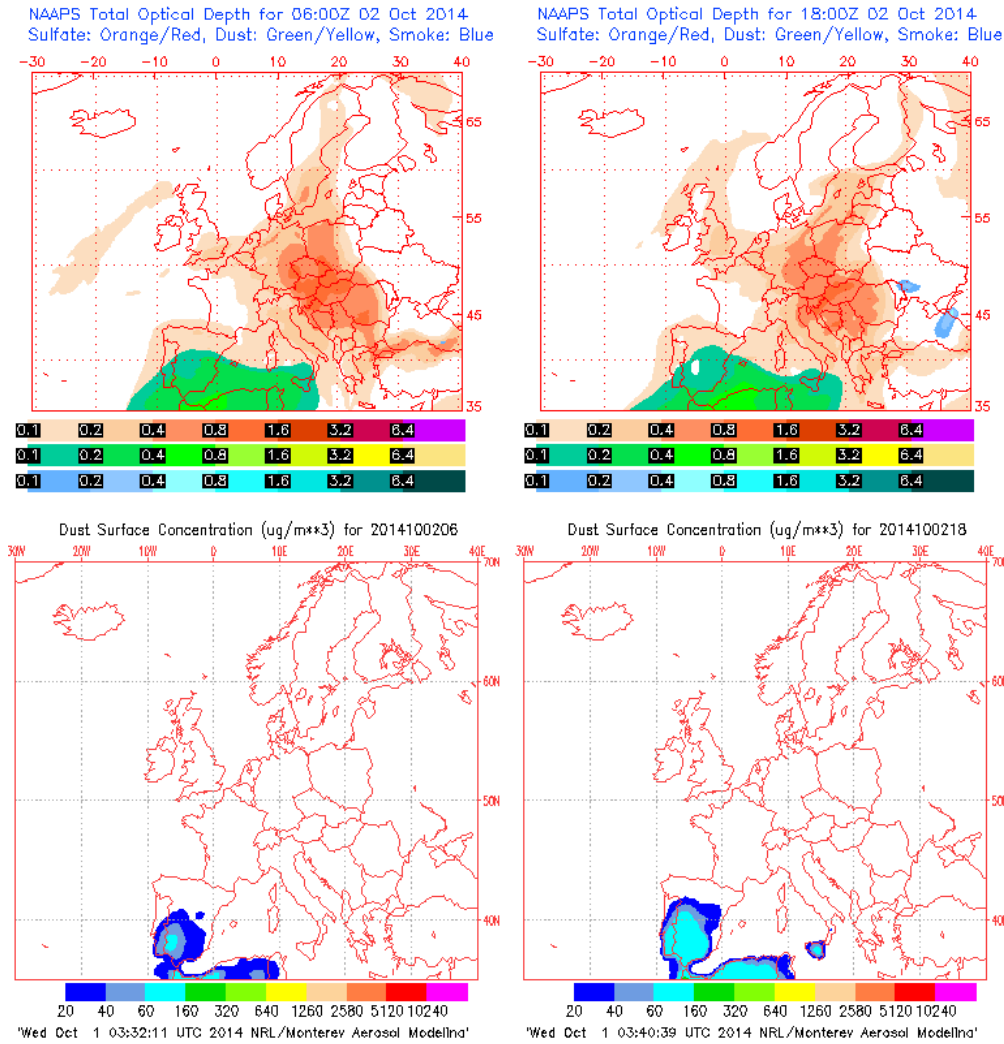 NAAPS Total Optical Depth for 06:00Z 02 Oct 2014
Sulfate: Orange/Red, Dust: Green/Yellow, Smoke: Blue
-30 -20 -10 0 10 20 30 40
65
55
45
35
0.1 0.2 0.4 0.8 1.6 3.2 6.4
0.1 0.2 0.4 0.8 1.6 3.2 6.4
0.1 0.2 0.4 0.8 1.6 3.2 6.4
NAAPS Total Optical Depth for 18:00Z 02 Oct 2014
Sulfate: Orange/Red, Dust: Green/Yellow, Smoke: Blue
-30 -20 -10 0 10 20 30 40
65
55
45
35
0.1 0.2 0.4 0.8 1.6 3.2 6.4
0.1 0.2 0.4 0.8 1.6 3.2 6.4
0.1 0.2 0.4 0.8 1.6 3.2 6.4
Dust Surface Concentration (ug/m**3) for 2014100206
30W 20W 10W 0 10E 20E 30E 40E
70N
60N
50N
40N
20 40 60 160 320 640 1260 2580 5120 10240
'Wed Oct 1 03:32:11 UTC 2014 NRL/Monterey Aerosol Modeling'
Dust Surface Concentration (ug/m**3) for 2014100218
30W 20W 10W 0 10E 20E 30E 40E
70N
60N
50N
40N
20 40 60 160 320 640 1260 2580 5120 10240
'Wed Oct 1 03:40:39 UTC 2014 NRL/Monterey Aerosol Modeling'